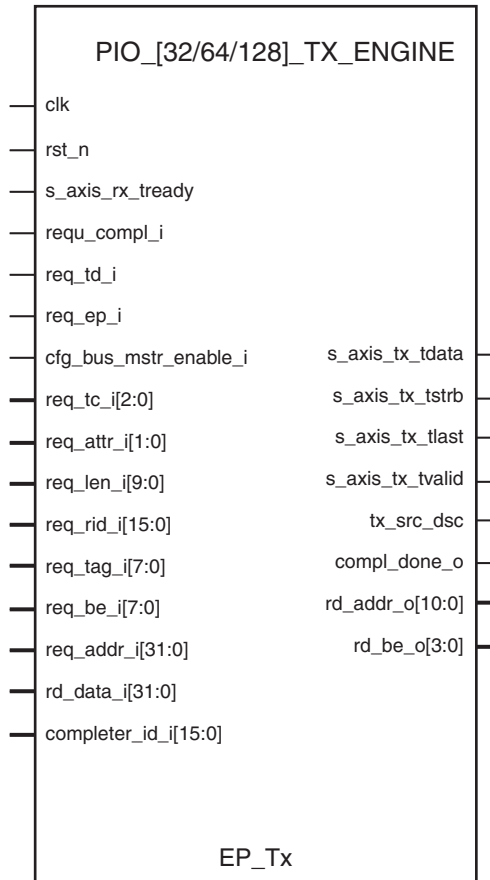 PIO_[32/64/128]_TX_ENGINE
clk
rst_n
s_axis_rx_tready
requ_compl_i
req_td_i
req_ep_i
cfg_bus_mstr_enable_i
req_tc_i[2:0]
req_attr_i[1:0]
req_len_i[9:0]
req_rid_i[15:0]
req_tag_i[7:0]
req_be_i[7:0]
req_addr_i[31:0]
rd_data_i[31:0]
completer_id_i[15:0]
s_axis_tx_tdata
s_axis_tx_tstrb
s_axis_tx_tlast
s_axis_tx_tvalid
tx_src_dsc
compl_done_o
rd_addr_o[10:0]
rd_be_o[3:0]
EP_Tx